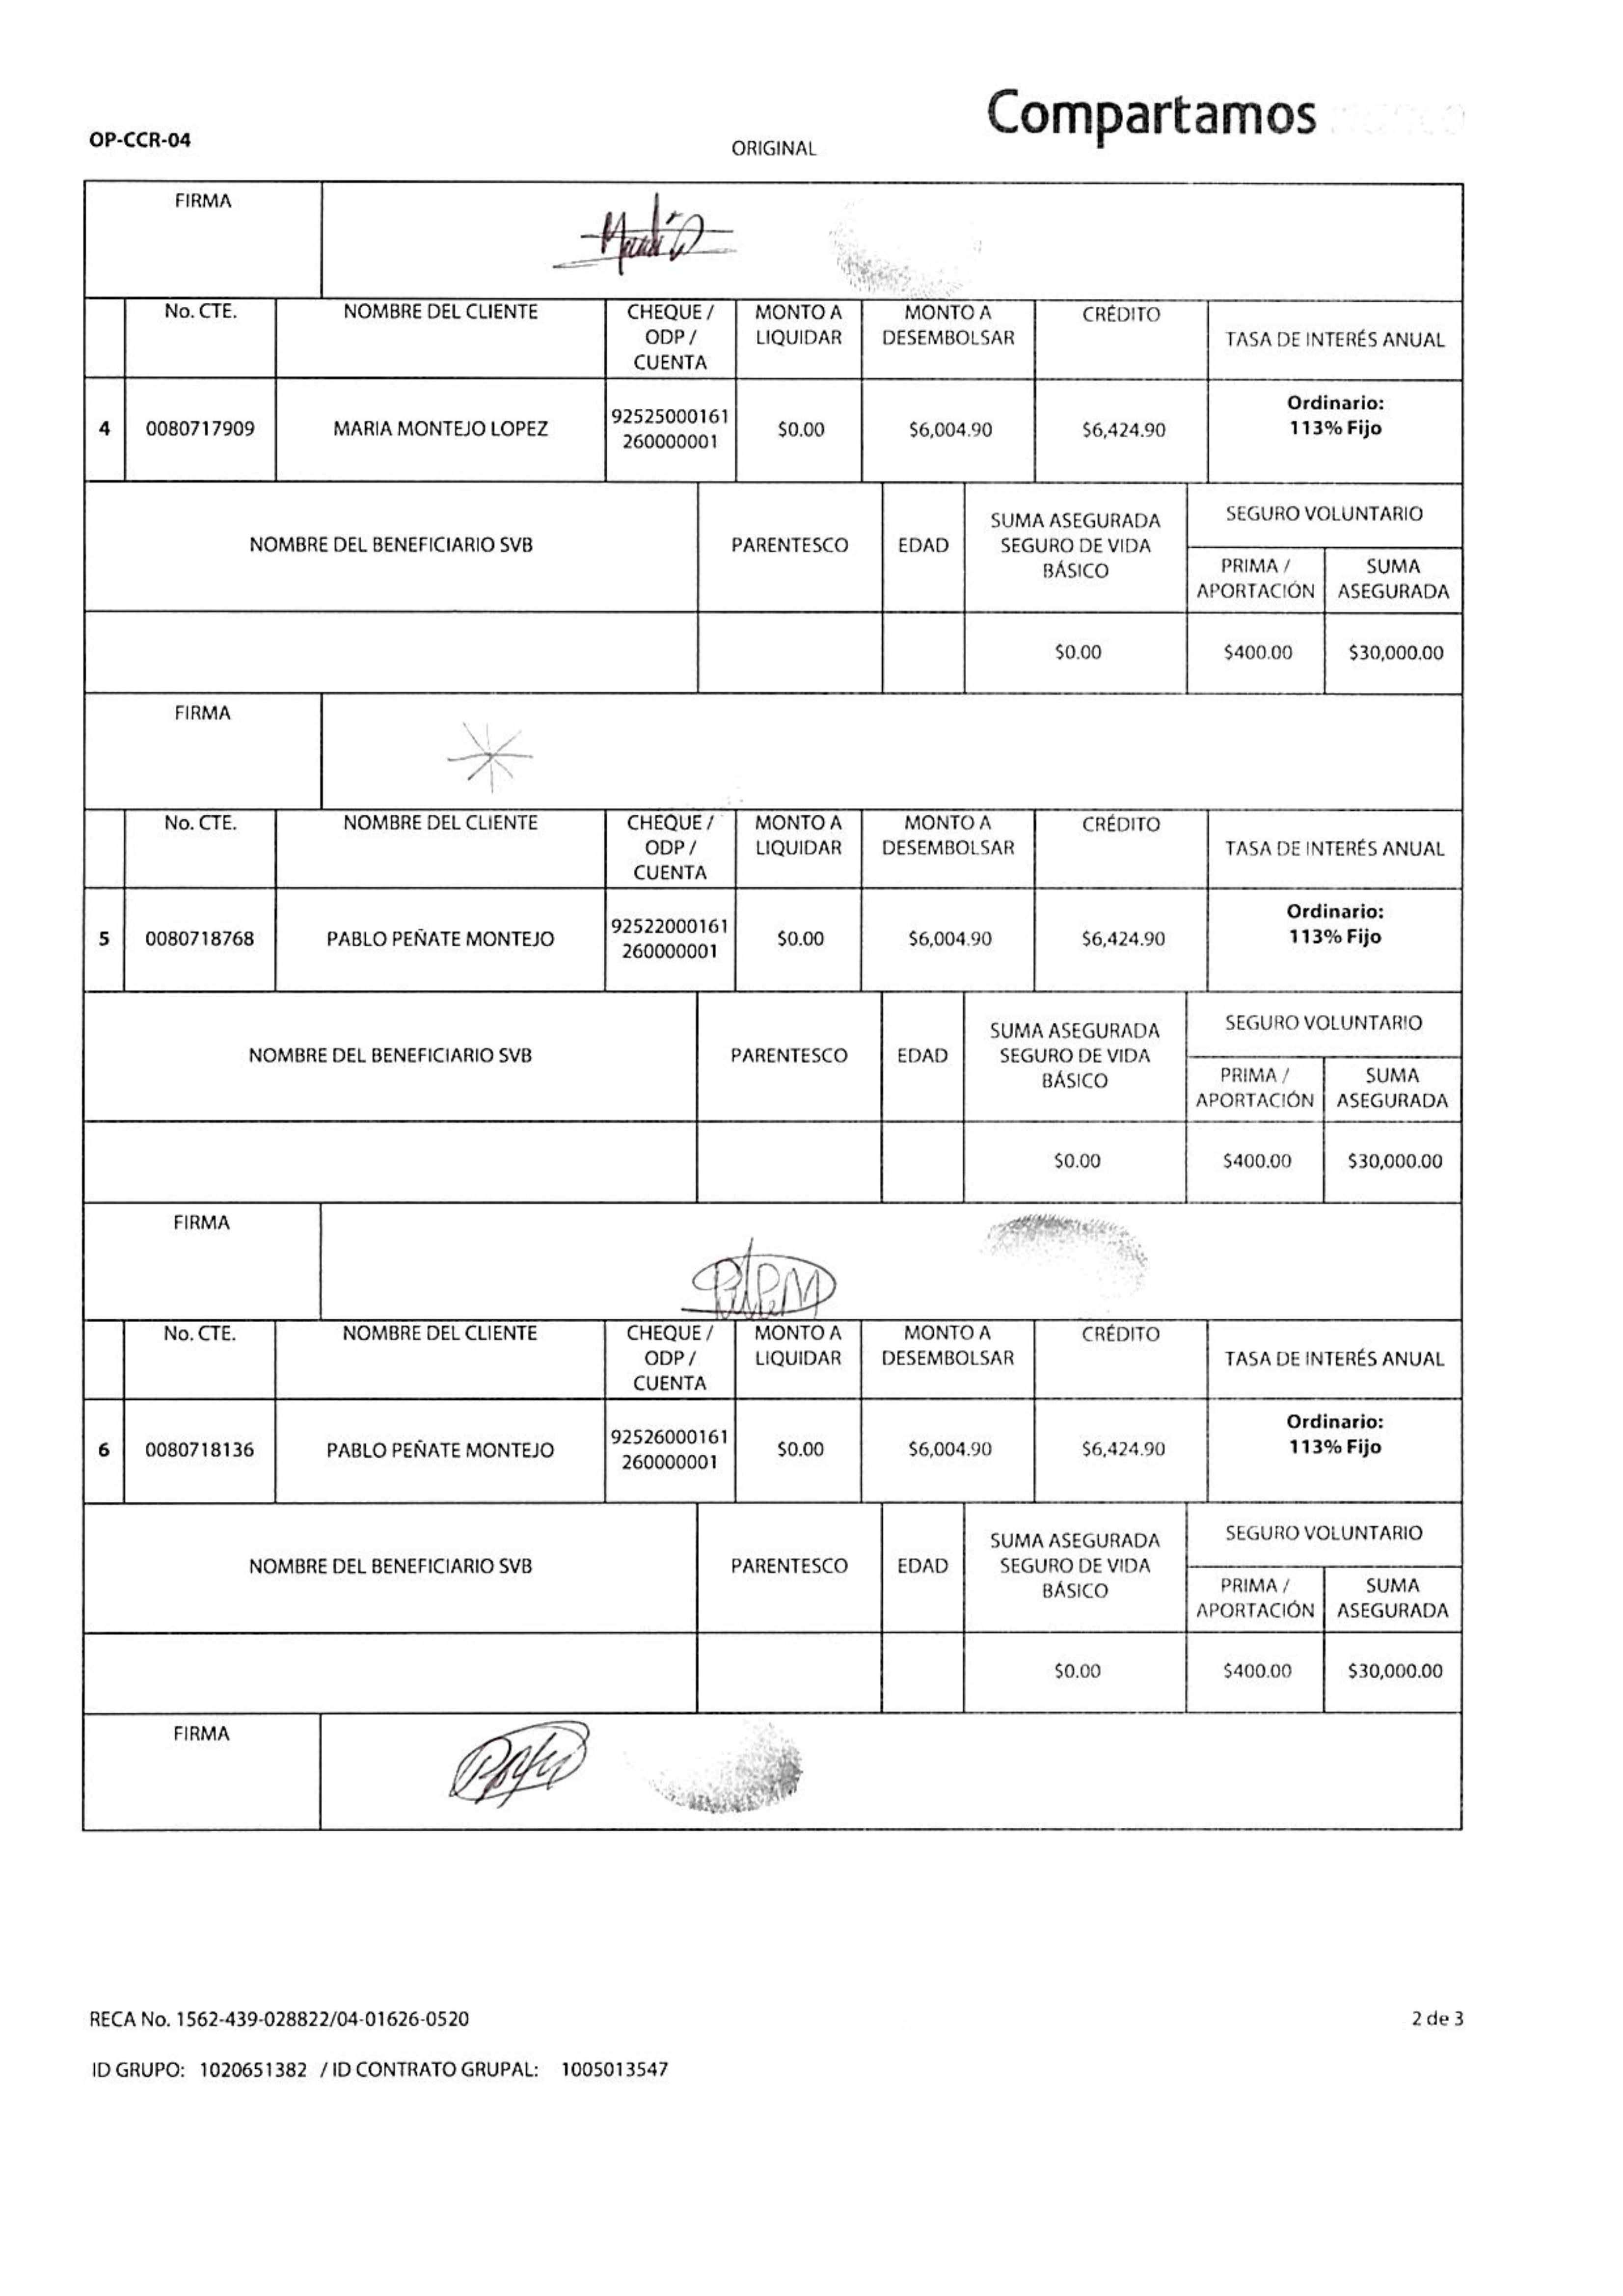 Compartamos banco
OP-CCR-04
ORIGINAL
FIRMA
No. CTE. NOMBRE DEL CLIENTE CHEQUE / ODP / CUENTA MONTO A LIQUIDAR MONTO A DESEMBOLSAR CRÉDITO TASA DE INTERÉS ANUAL
4 0080717909 MARIA MONTEJO LOPEZ 92525000161 260000001 $0.00 $6,004.90 $6,424.90 Ordinario: 113% Fijo
NOMBRE DEL BENEFICIARIO SVB PARENTESCO EDAD SUMA ASEGURADA SEGURO DE VIDA BÁSICO SEGURO VOLUNTARIO
PRIMA / APORTACIÓN SUMA ASEGURADA
$0.00 $400.00 $30,000.00
FIRMA
No. CTE. NOMBRE DEL CLIENTE CHEQUE / ODP / CUENTA MONTO A LIQUIDAR MONTO A DESEMBOLSAR CRÉDITO TASA DE INTERÉS ANUAL
5 0080718768 PABLO PEÑATE MONTEJO 92522000161 260000001 $0.00 $6,004.90 $6,424.90 Ordinario: 113% Fijo
NOMBRE DEL BENEFICIARIO SVB PARENTESCO EDAD SUMA ASEGURADA SEGURO DE VIDA BÁSICO SEGURO VOLUNTARIO
PRIMA / APORTACIÓN SUMA ASEGURADA
$0.00 $400.00 $30,000.00
FIRMA
No. CTE. NOMBRE DEL CLIENTE CHEQUE / ODP / CUENTA MONTO A LIQUIDAR MONTO A DESEMBOLSAR CRÉDITO TASA DE INTERÉS ANUAL
6 0080718136 PABLO PEÑATE MONTEJO 92526000161 260000001 $0.00 $6,004.90 $6,424.90 Ordinario: 113% Fijo
NOMBRE DEL BENEFICIARIO SVB PARENTESCO EDAD SUMA ASEGURADA SEGURO DE VIDA BÁSICO SEGURO VOLUNTARIO
PRIMA / APORTACIÓN SUMA ASEGURADA
$0.00 $400.00 $30,000.00
FIRMA
RECA No. 1562-439-028822/04-01626-0520 2 de 3
ID GRUPO: 1020651382 / ID CONTRATO GRUPAL: 1005013547